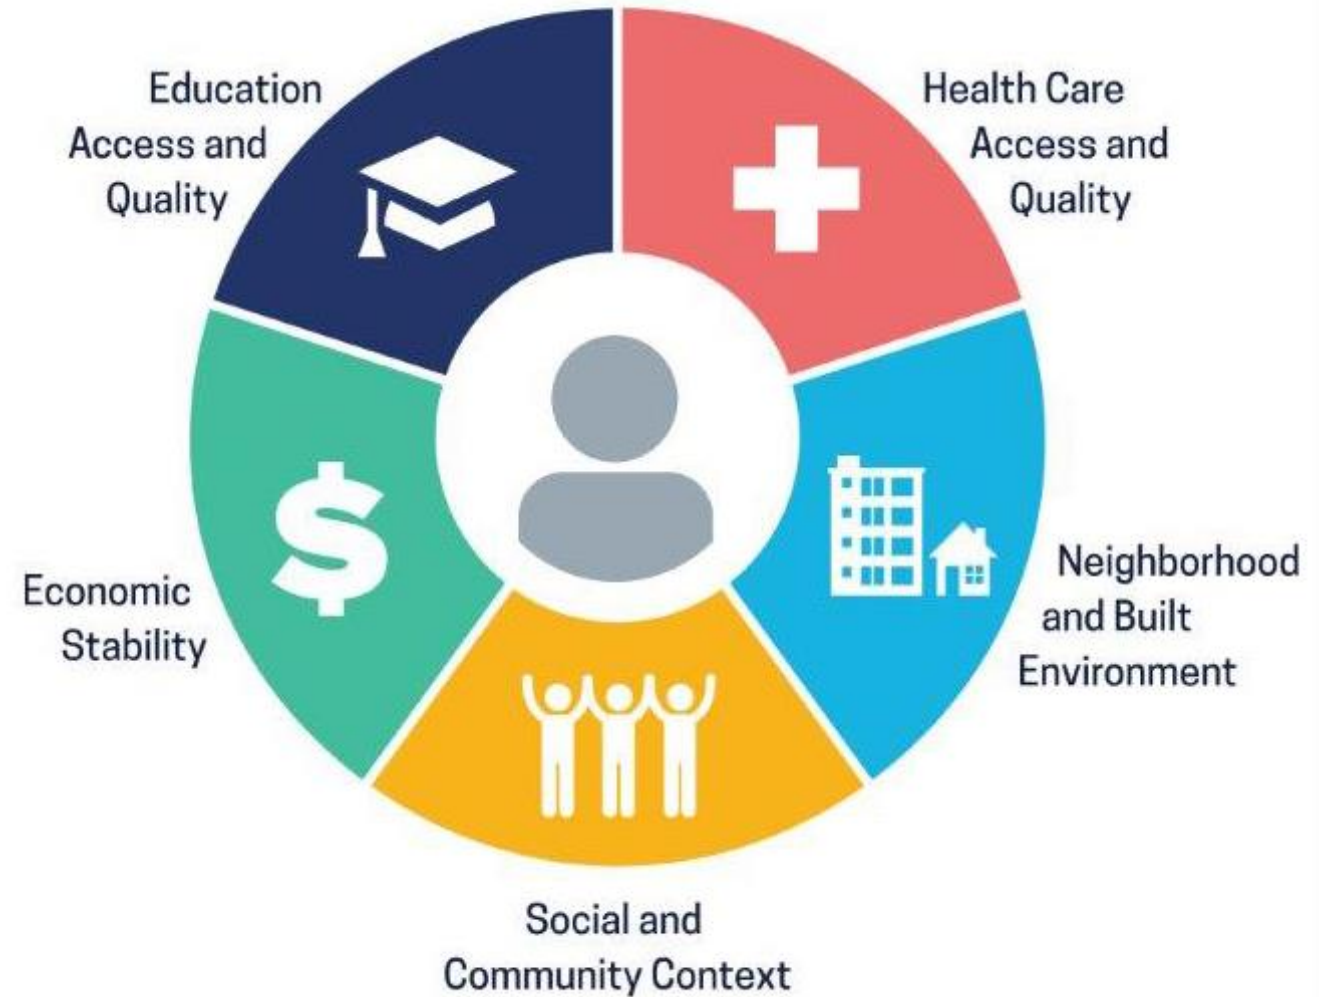 Education
Access and
Quality
Health Care
Access and
Quality
Economic
Stability
Neighborhood
and Built
Environment
Social and
Community Context